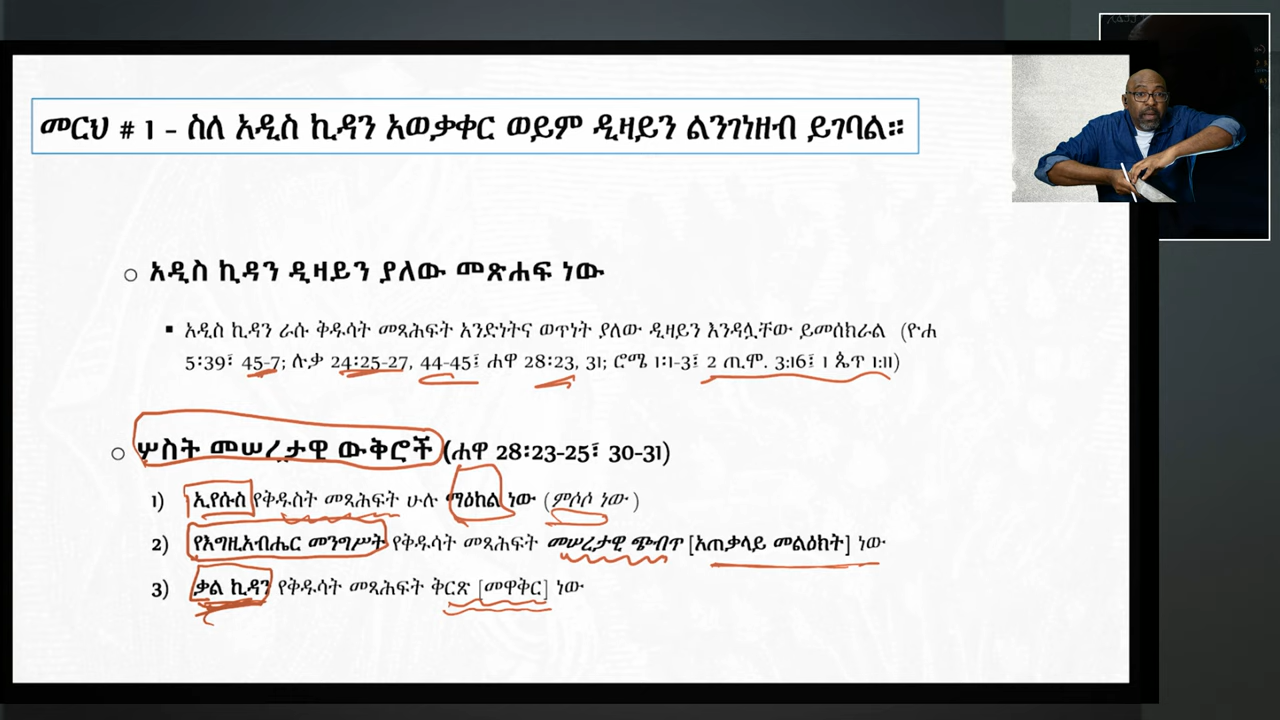 መርህ # 1 - ስለ አዲስ ኪዳን አወቃቀር ወይም ዲዛይን ልንገነዘብ ይገባል።
አዲስ ኪዳን ዲዛይን ያለው መጽሐፍ ነው
አዲስ ኪዳን ራሱ ቅዱሳት መጻሕፍት አንድነትና ወጥነት ያለው ዲዛይን እንዳሏቸው ይመሰክራል (ዮሐ
5፡39፣ 45-7; ሉቃ 24፡25-27, 44-45፤ ሐዋ 28፡23, 31; ሮሜ 1፡1-3፤ 2 ጢሞ. 3:16፤ 1 ጴጥ 1:11)
ሦስት መሠረታዊ ውቅሮች (ሐዋ 28፡23-25፣ 30-31)
1) ኢየሱስ የቅዱስት መጻሕፍት ሁሉ ማዕከል ነው (ምሶሶ ነው)
2) የእግዚአብሔር መንግሥት የቅዱሳት መጻሕፍት መሠረታዊ ጭብጥ [አጠቃላይ መልዕክት] ነው
3) ቃል ኪዳን የቅዱሳት መጻሕፍት ቅርጽ [መዋቅር] ነው